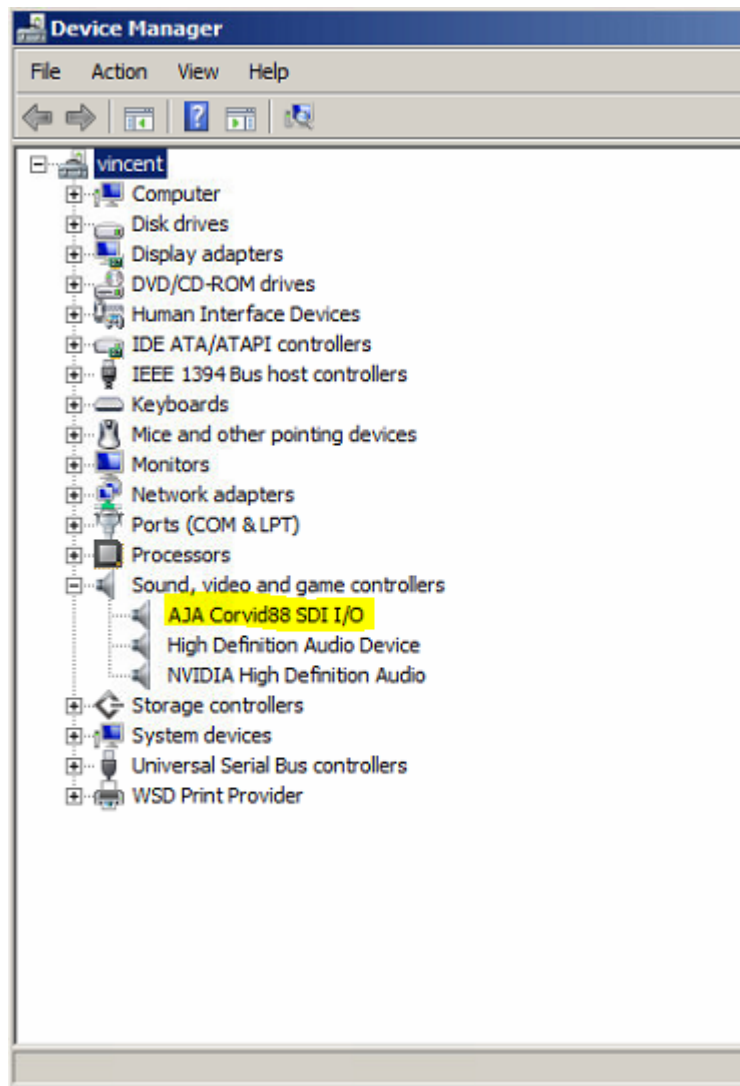 Device Manager
File Action View Help
vincent
Computer
Disk drives
Display adapters
DVD/CD-ROM drives
Human Interface Devices
IDE ATA/ATAPI controllers
IEEE 1394 Bus host controllers
Keyboards
Mice and other pointing devices
Monitors
Network adapters
Ports (COM & LPT)
Processors
Sound, video and game controllers
AJA Corvid88 SDI I/O
High Definition Audio Device
NVIDIA High Definition Audio
Storage controllers
System devices
Universal Serial Bus controllers
WSD Print Provider